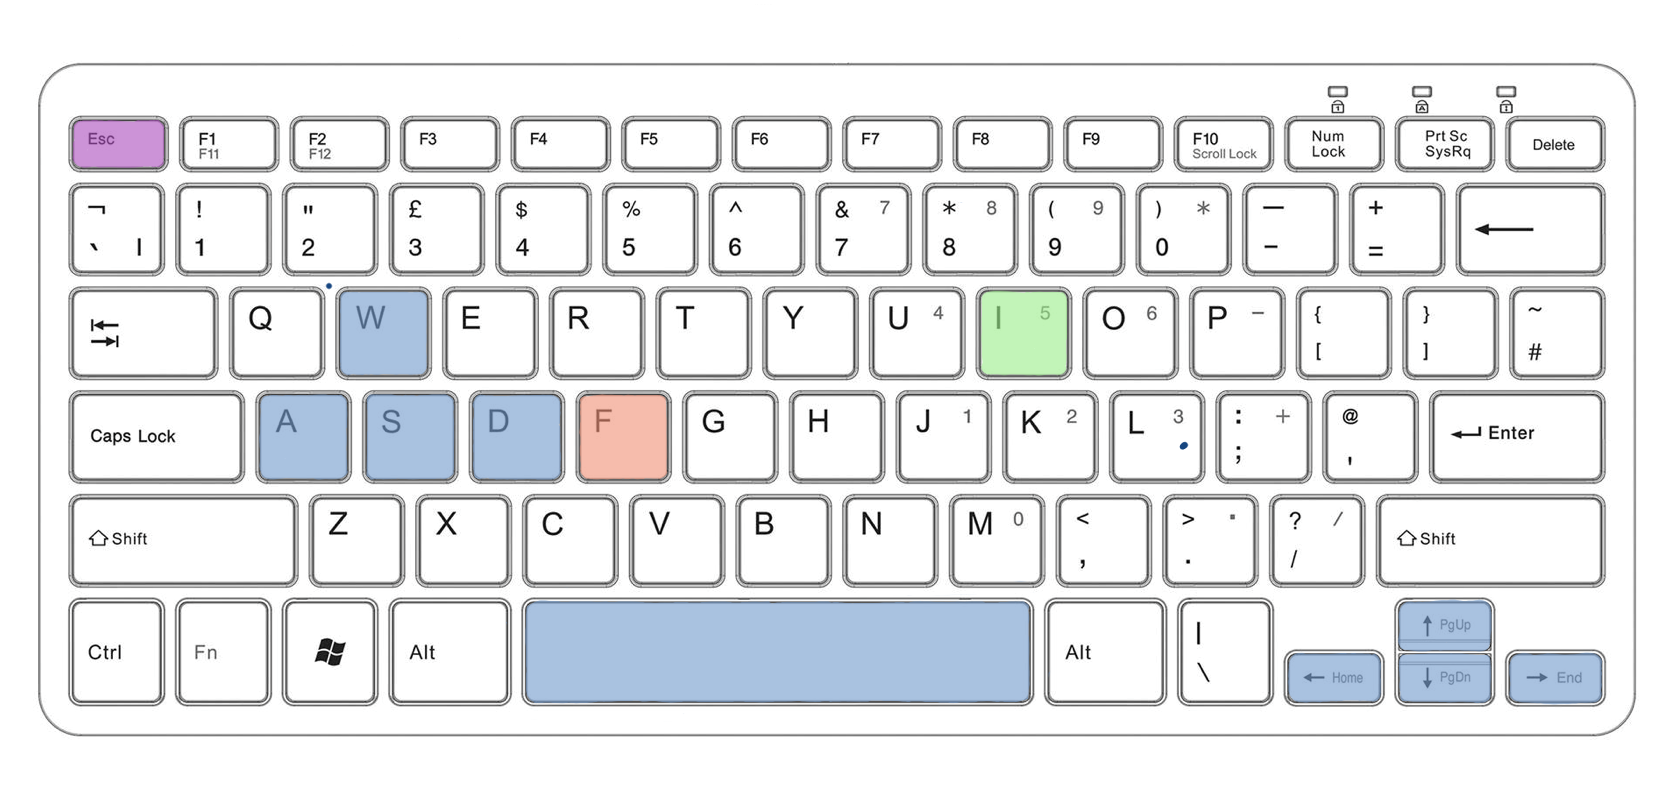 Esc F1 F2 F3 F4 F5 F6 F7 F8 F9 F10 Num Lock Prt Sc SysRq Delete
F11 F12 Scroll Lock
¬ ! " £ $ % ^ & 7 * 8 ( 9 ) * — +
` | 1 2 3 4 5 6 7 8 9 0 - =
Q W E R T Y U 4 I 5 O 6 P - { } ~
[ ] #
Caps Lock A S D F G H J 1 K 2 L 3 : + @ Enter
; '
Shift Z X C V B N M 0 < > . ? / Shift
, . /
Ctrl Fn Alt Alt | PgUp
\ Home PgDn End